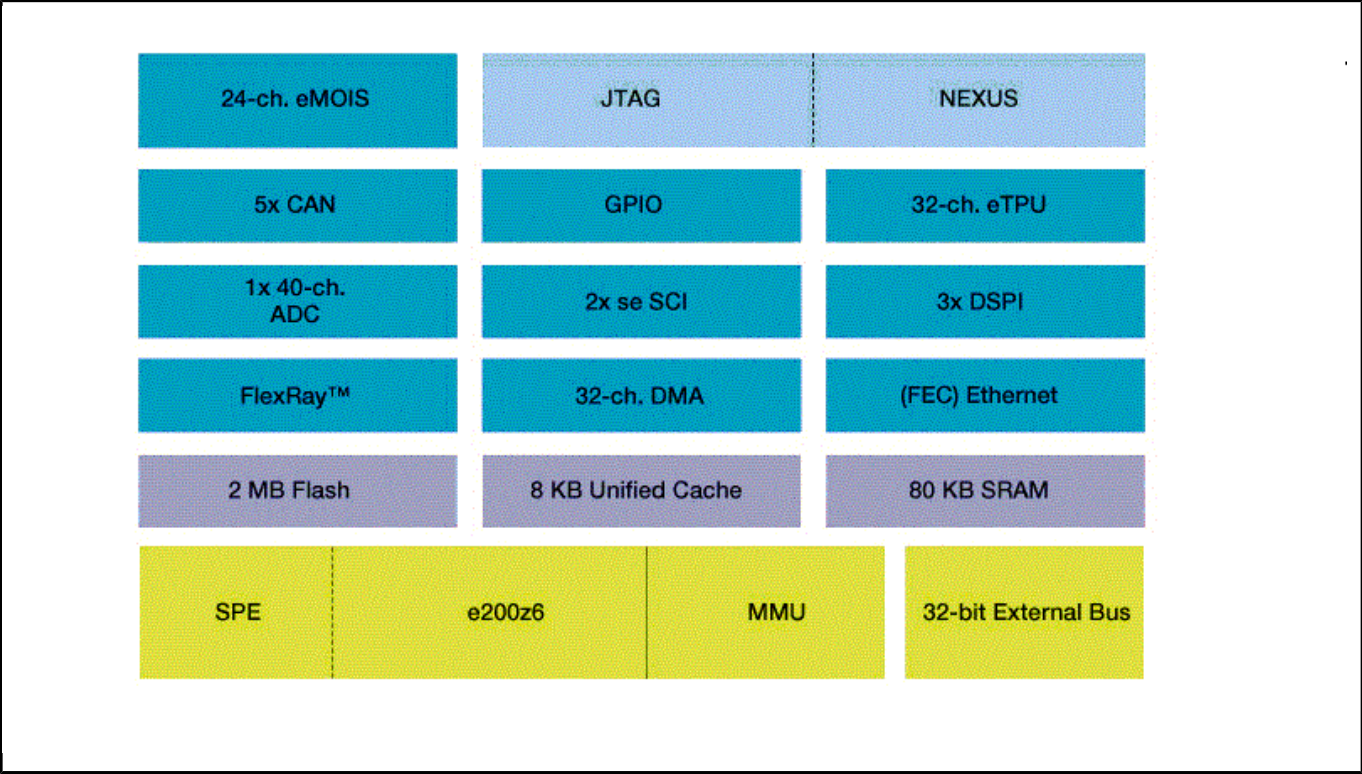 24-ch. eMOIS
JTAG
NEXUS
5x CAN
GPIO
32-ch. eTPU
1x 40-ch.
ADC
2x se SCI
3x DSPI
FlexRay™
32-ch. DMA
(FEC) Ethernet
2 MB Flash
8 KB Unified Cache
80 KB SRAM
SPE
e200z6
MMU
32-bit External Bus